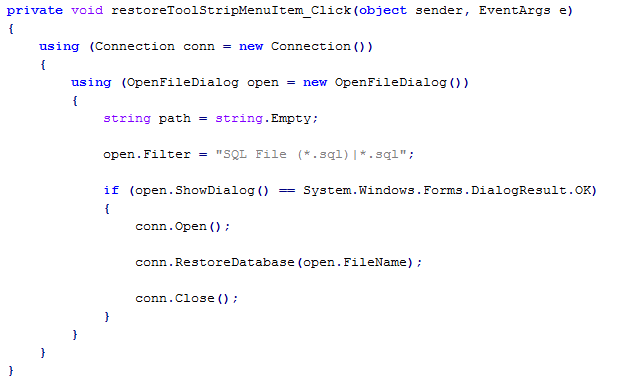 private void restoreToolStripMenuItem_Click(object sender, EventArgs e)
{
    using (Connection conn = new Connection())
    {
        using (OpenFileDialog open = new OpenFileDialog())
        {
            string path = string.Empty;
            open.Filter = "SQL File (*.sql)|*.sql";
            if (open.ShowDialog() == System.Windows.Forms.DialogResult.OK)
            {
                conn.Open();
                conn.RestoreDatabase(open.FileName);
                conn.Close();
            }
        }
    }
}